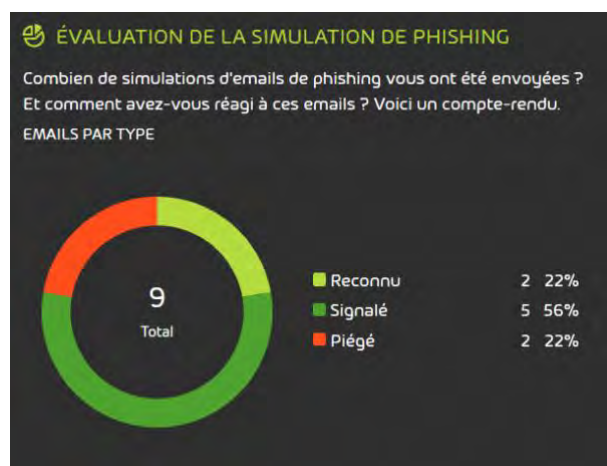 ÉVALUATION DE LA SIMULATION DE PHISHING
Combien de simulations d'emails de phishing vous ont été envoyées ?
Et comment avez-vous réagi à ces emails ? Voici un compte-rendu.
EMAILS PAR TYPE
9
Total
Reconnu 2 22%
Signalé 5 56%
Piégé 2 22%